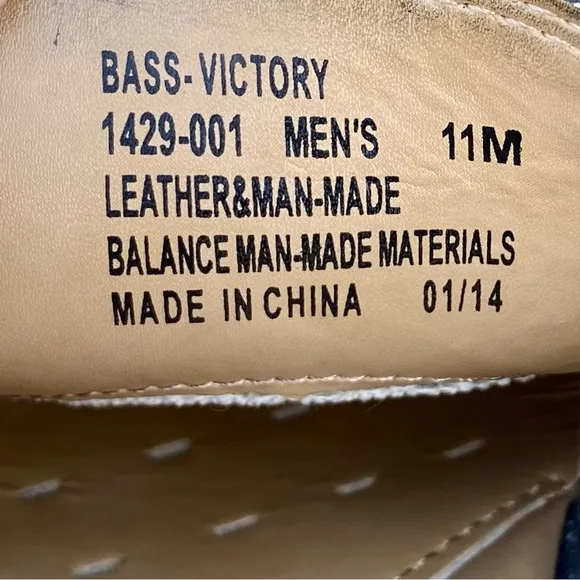 BASS-VICTORY
1429-001 MEN'S 11M
LEATHER&MAN-MADE
BALANCE MAN-MADE MATERIALS
MADE IN CHINA 01/14